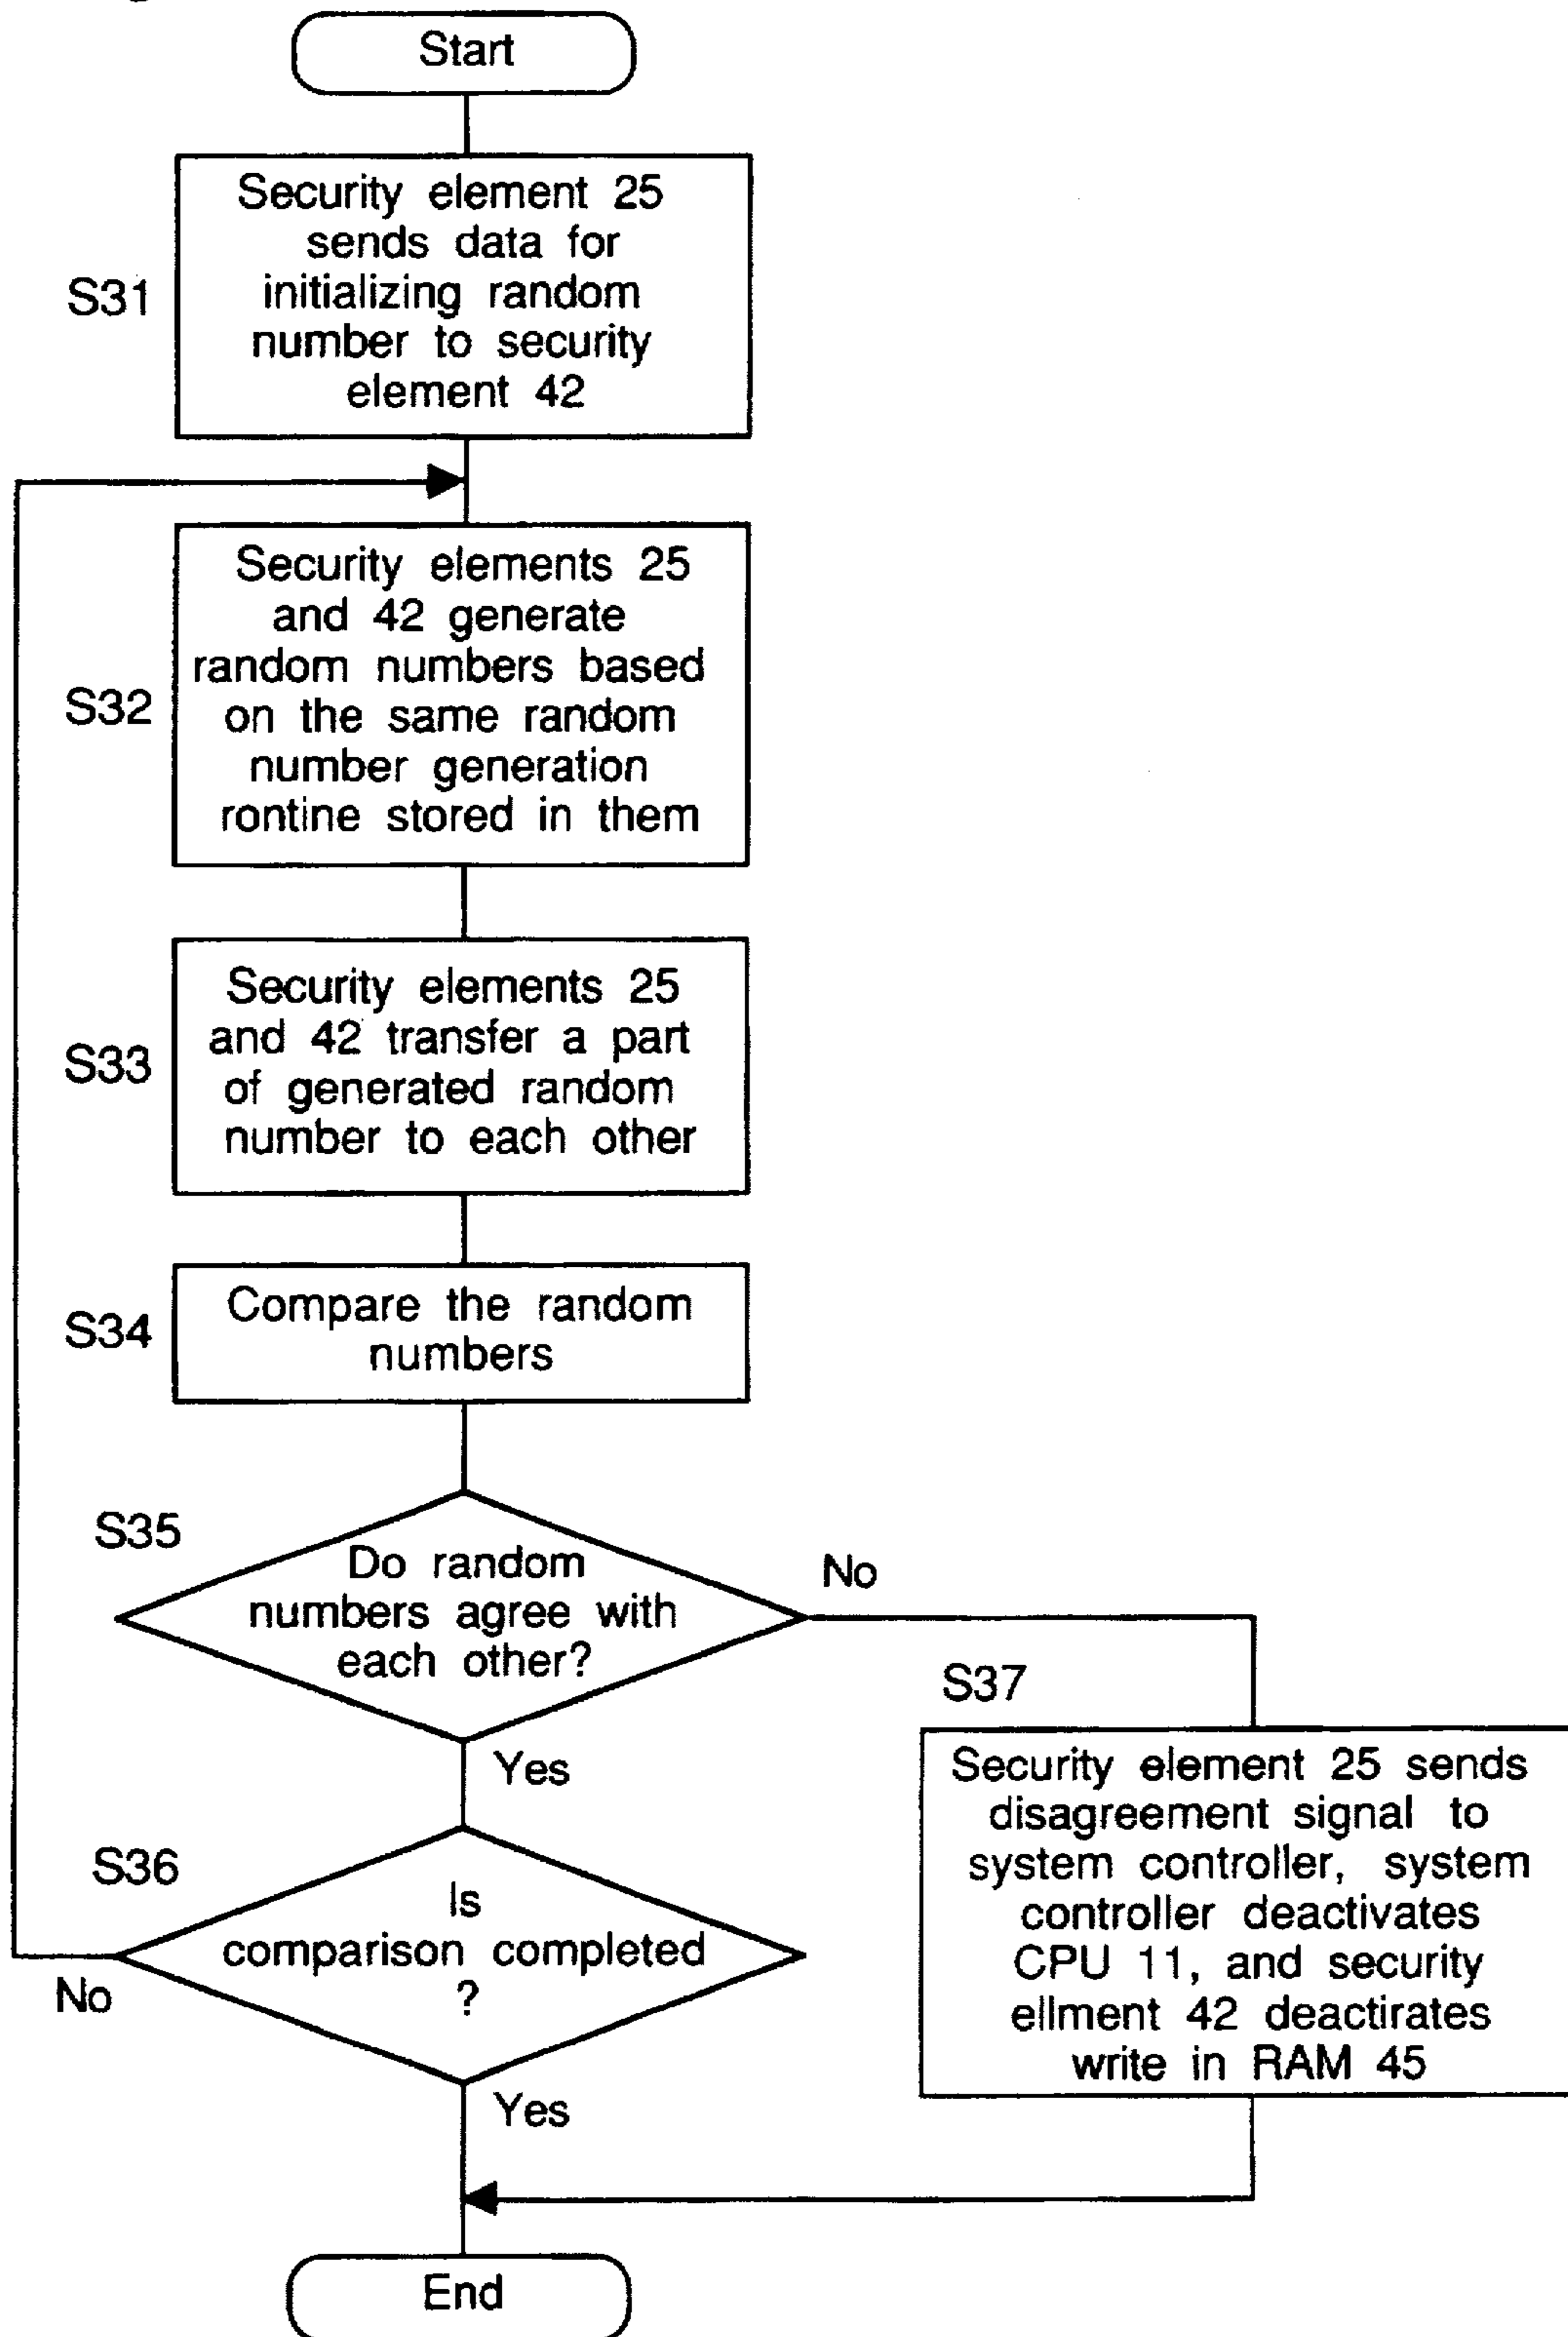 Start
S31
Security element 25
sends data for
initializing random
number to security
element 42
S32
Security elements 25
and 42 generate
random numbers based
on the same random
number generation
rontine stored in them
S33
Security elements 25
and 42 transfer a part
of generated random
number to each other
S34
Compare the random
numbers
S35
Do random
numbers agree with
each other?
No
Yes
S36
Is
comparison completed
?
No
Yes
S37
Security element 25 sends
disagreement signal to
system controller, system
controller deactivates
CPU 11, and security
ellment 42 deactirates
write in RAM 45
End